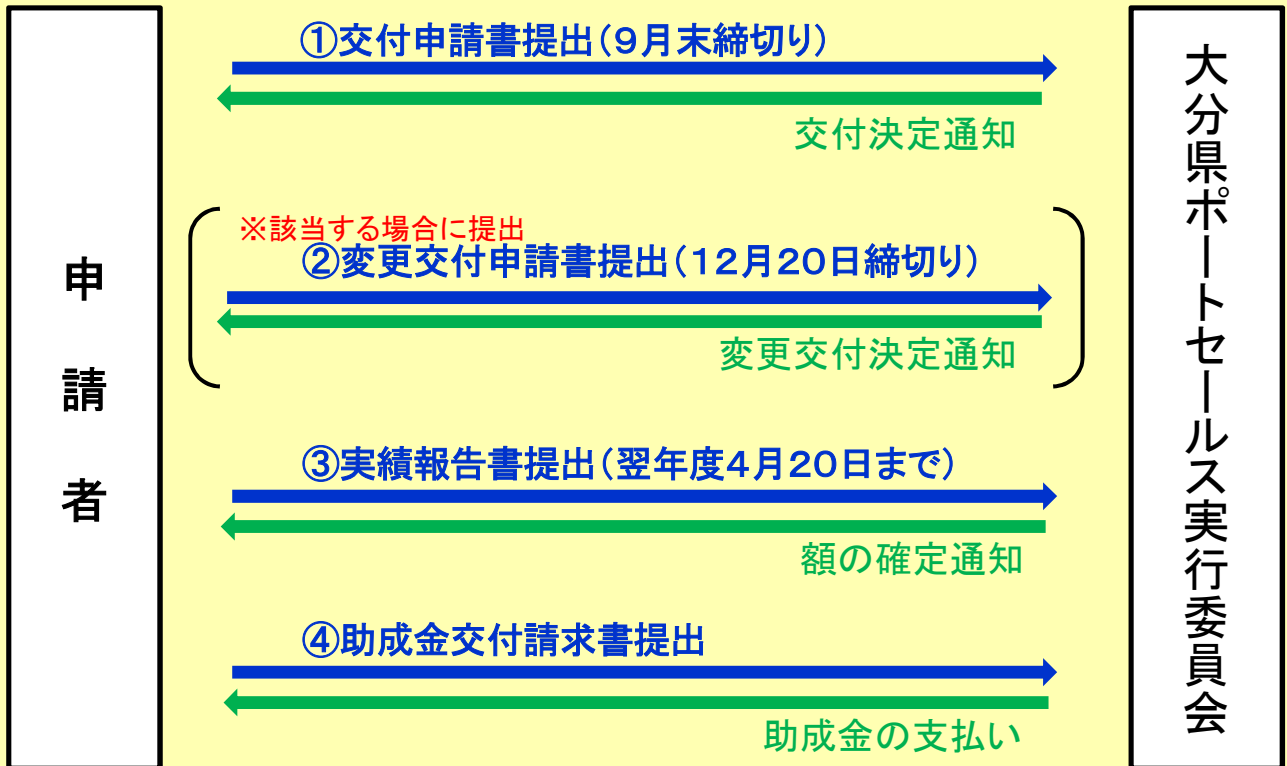 申請者
①交付申請書提出(9月末締切り)
交付決定通知
※該当する場合に提出
②変更交付申請書提出(12月20日締切り)
変更交付決定通知
③実績報告書提出(翌年度4月20日まで)
額の確定通知
④助成金交付請求書提出
助成金の支払い
大分県ポートセールス実行委員会